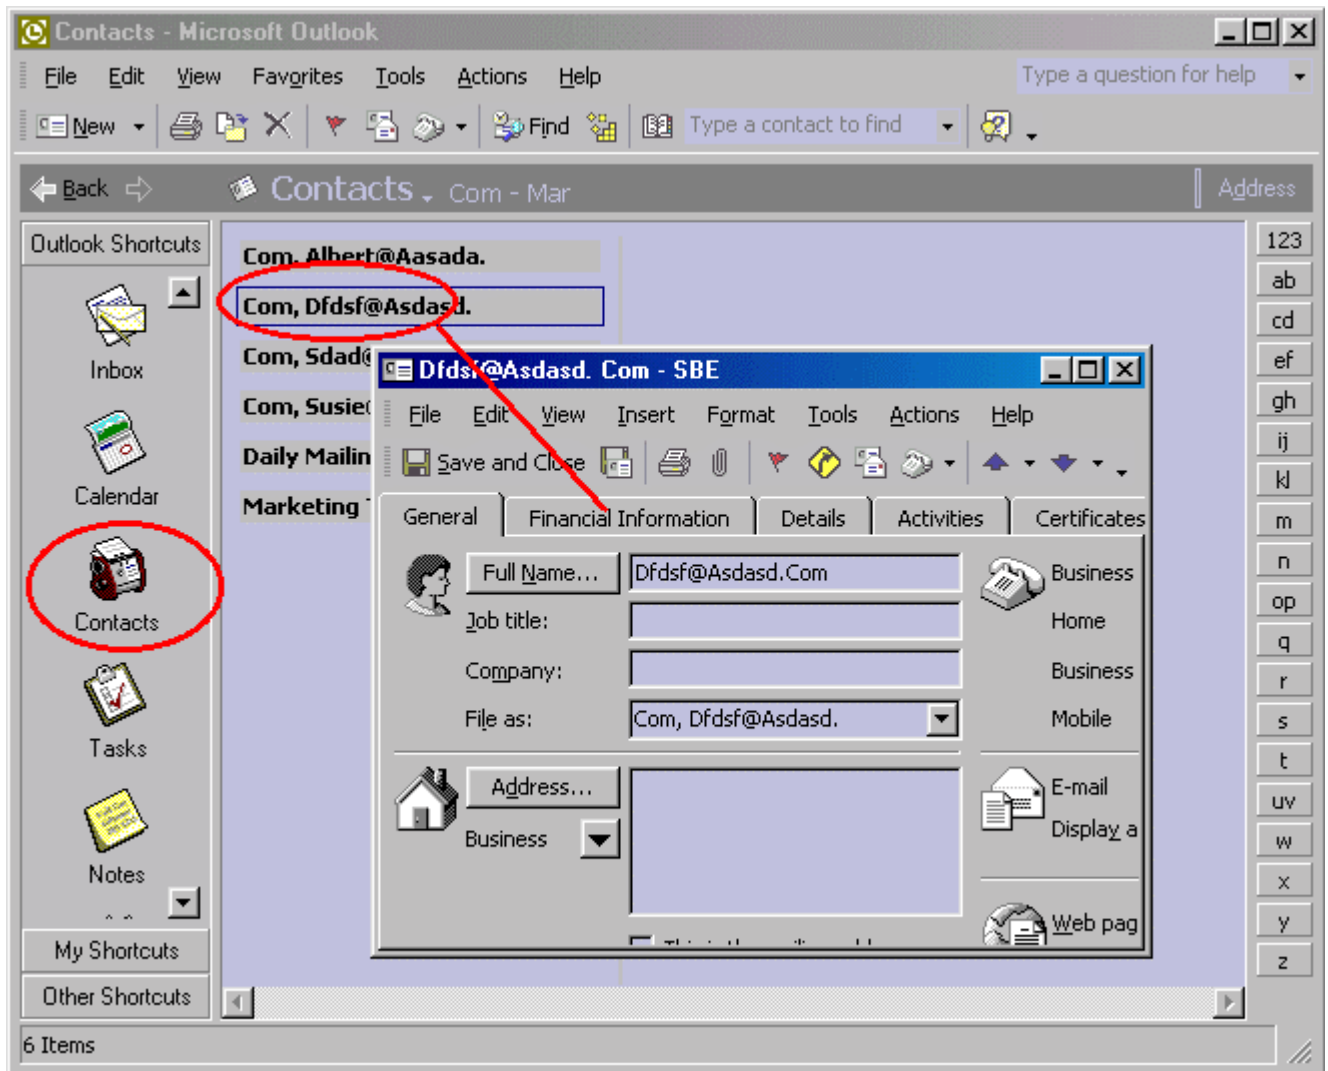 Contacts - Microsoft Outlook
File Edit View Favorites Tools Actions Help Type a question for help
New Find Type a contact to find
Back Contacts Com - Mar Address
Outlook Shortcuts
Inbox
Calendar
Contacts
Tasks
Notes
My Shortcuts
Other Shortcuts
Com, Albert@Aasada.
Com, Dfdsf@Asdasd.
Com, Sdad@
Com, Susie
Daily Mailin
Marketing
Dfdsf@Asdasd. Com - SBE
File Edit View Insert Format Tools Actions Help
Save and Close
General Financial Information Details Activities Certificates
Full Name... Dfdsf@Asdasd.Com Business
Job title: Home
Company: Business
File as: Com, Dfdsf@Asdasd. Mobile
Address... E-mail
Business Display a
Web pag
123
ab
cd
ef
gh
ij
kl
m
n
op
q
r
s
t
uv
w
x
y
z
6 Items